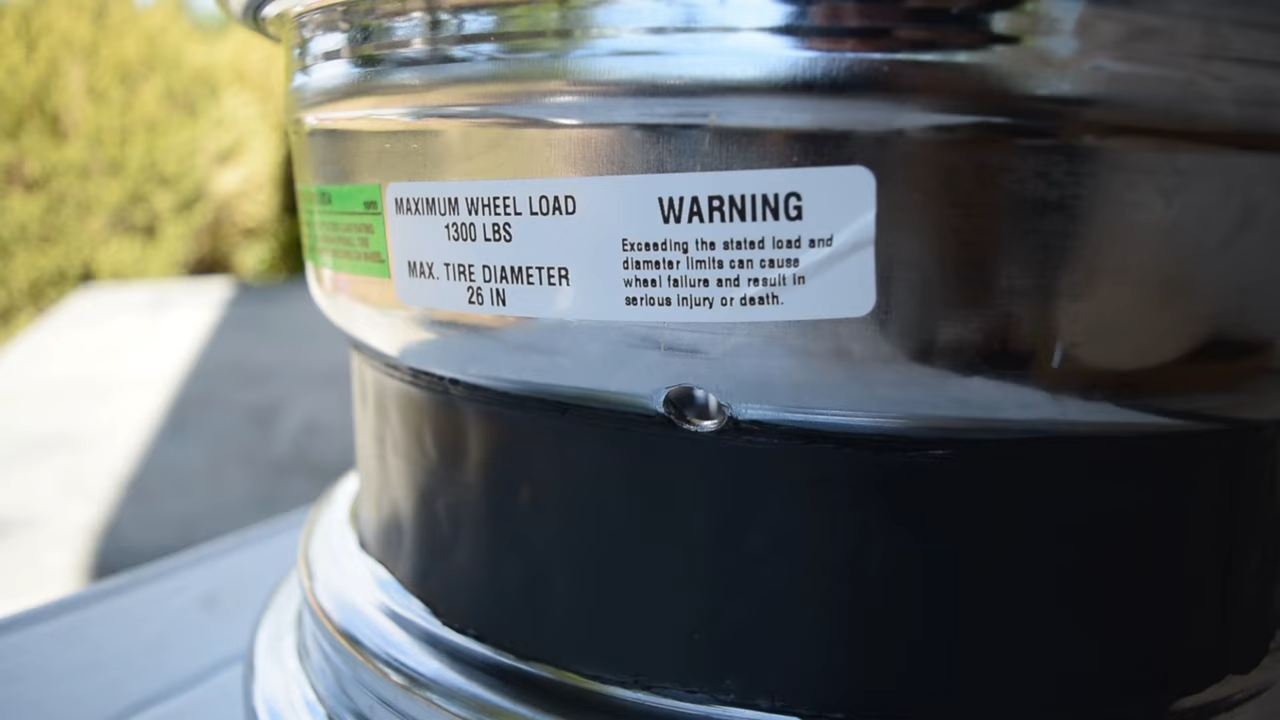 MAXIMUM WHEEL LOAD
1300 LBS
MAX. TIRE DIAMETER
26 IN
WARNING
Exceeding the stated load and
diameter limits can cause
wheel failure and result in
serious injury or death.